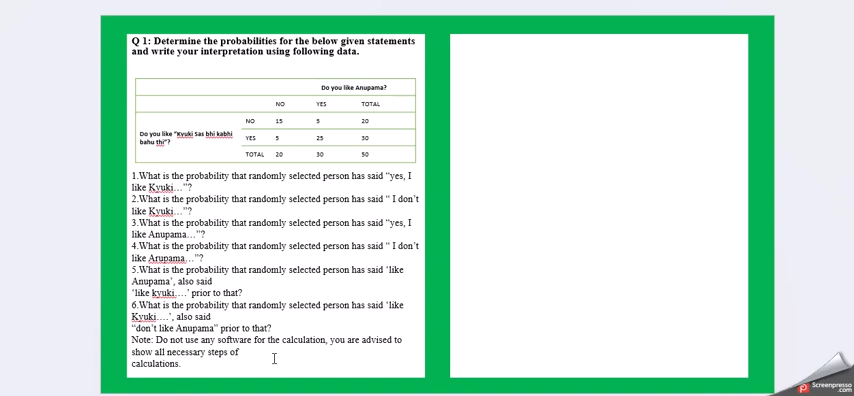 Q 1: Determine the probabilities for the below given statements
and write your interpretation using following data.
Do you like Anupama?
NO YES TOTAL
NO 15 5 20
Do you like "Kyuki Sas bhi kabhi
bahu thi"?
YES 5 25 30
TOTAL 20 30 50
1.What is the probability that randomly selected person has said “yes, I
like Kyuki…”?
2.What is the probability that randomly selected person has said “ I don’t
like Kyuki…”?
3.What is the probability that randomly selected person has said “yes, I
like Anupama…”?
4.What is the probability that randomly selected person has said “ I don’t
like Arupama…”?
5.What is the probability that randomly selected person has said ‘like
Anupama’, also said
‘like kyuki….’ prior to that?
6.What is the probability that randomly selected person has said ‘like
Kyuki….’, also said
“don’t like Anupama” prior to that?
Note: Do not use any software for the calculation, you are advised to
show all necessary steps of
calculations.
Screenpresso
.com